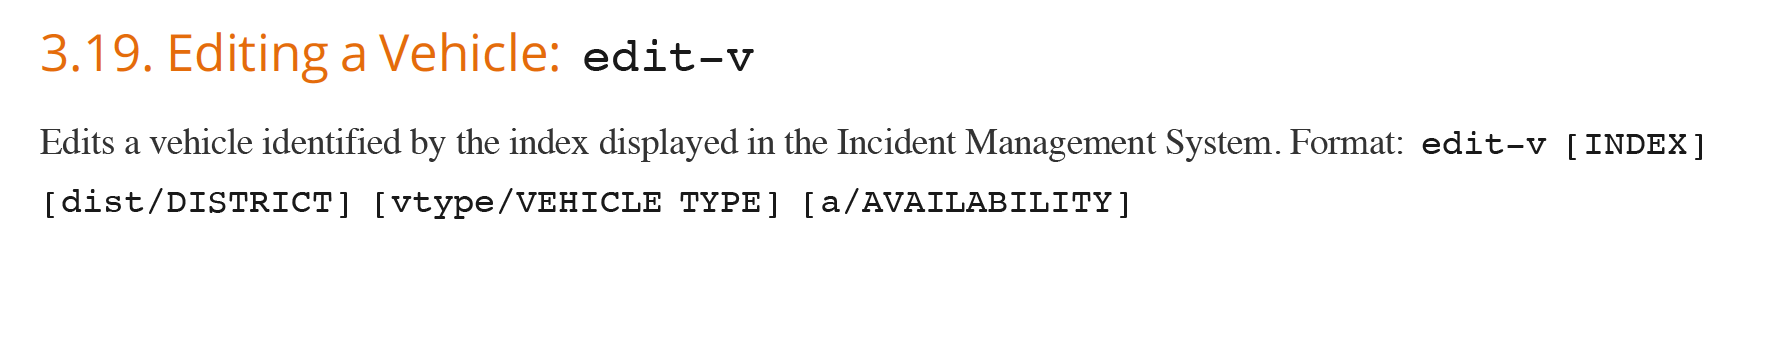 3.19. Editing a Vehicle: edit-v
Edits a vehicle identified by the index displayed in the Incident Management System. Format: edit-v [INDEX]
[dist/DISTRICT] [vtype/VEHICLE TYPE] [a/AVAILABILITY]